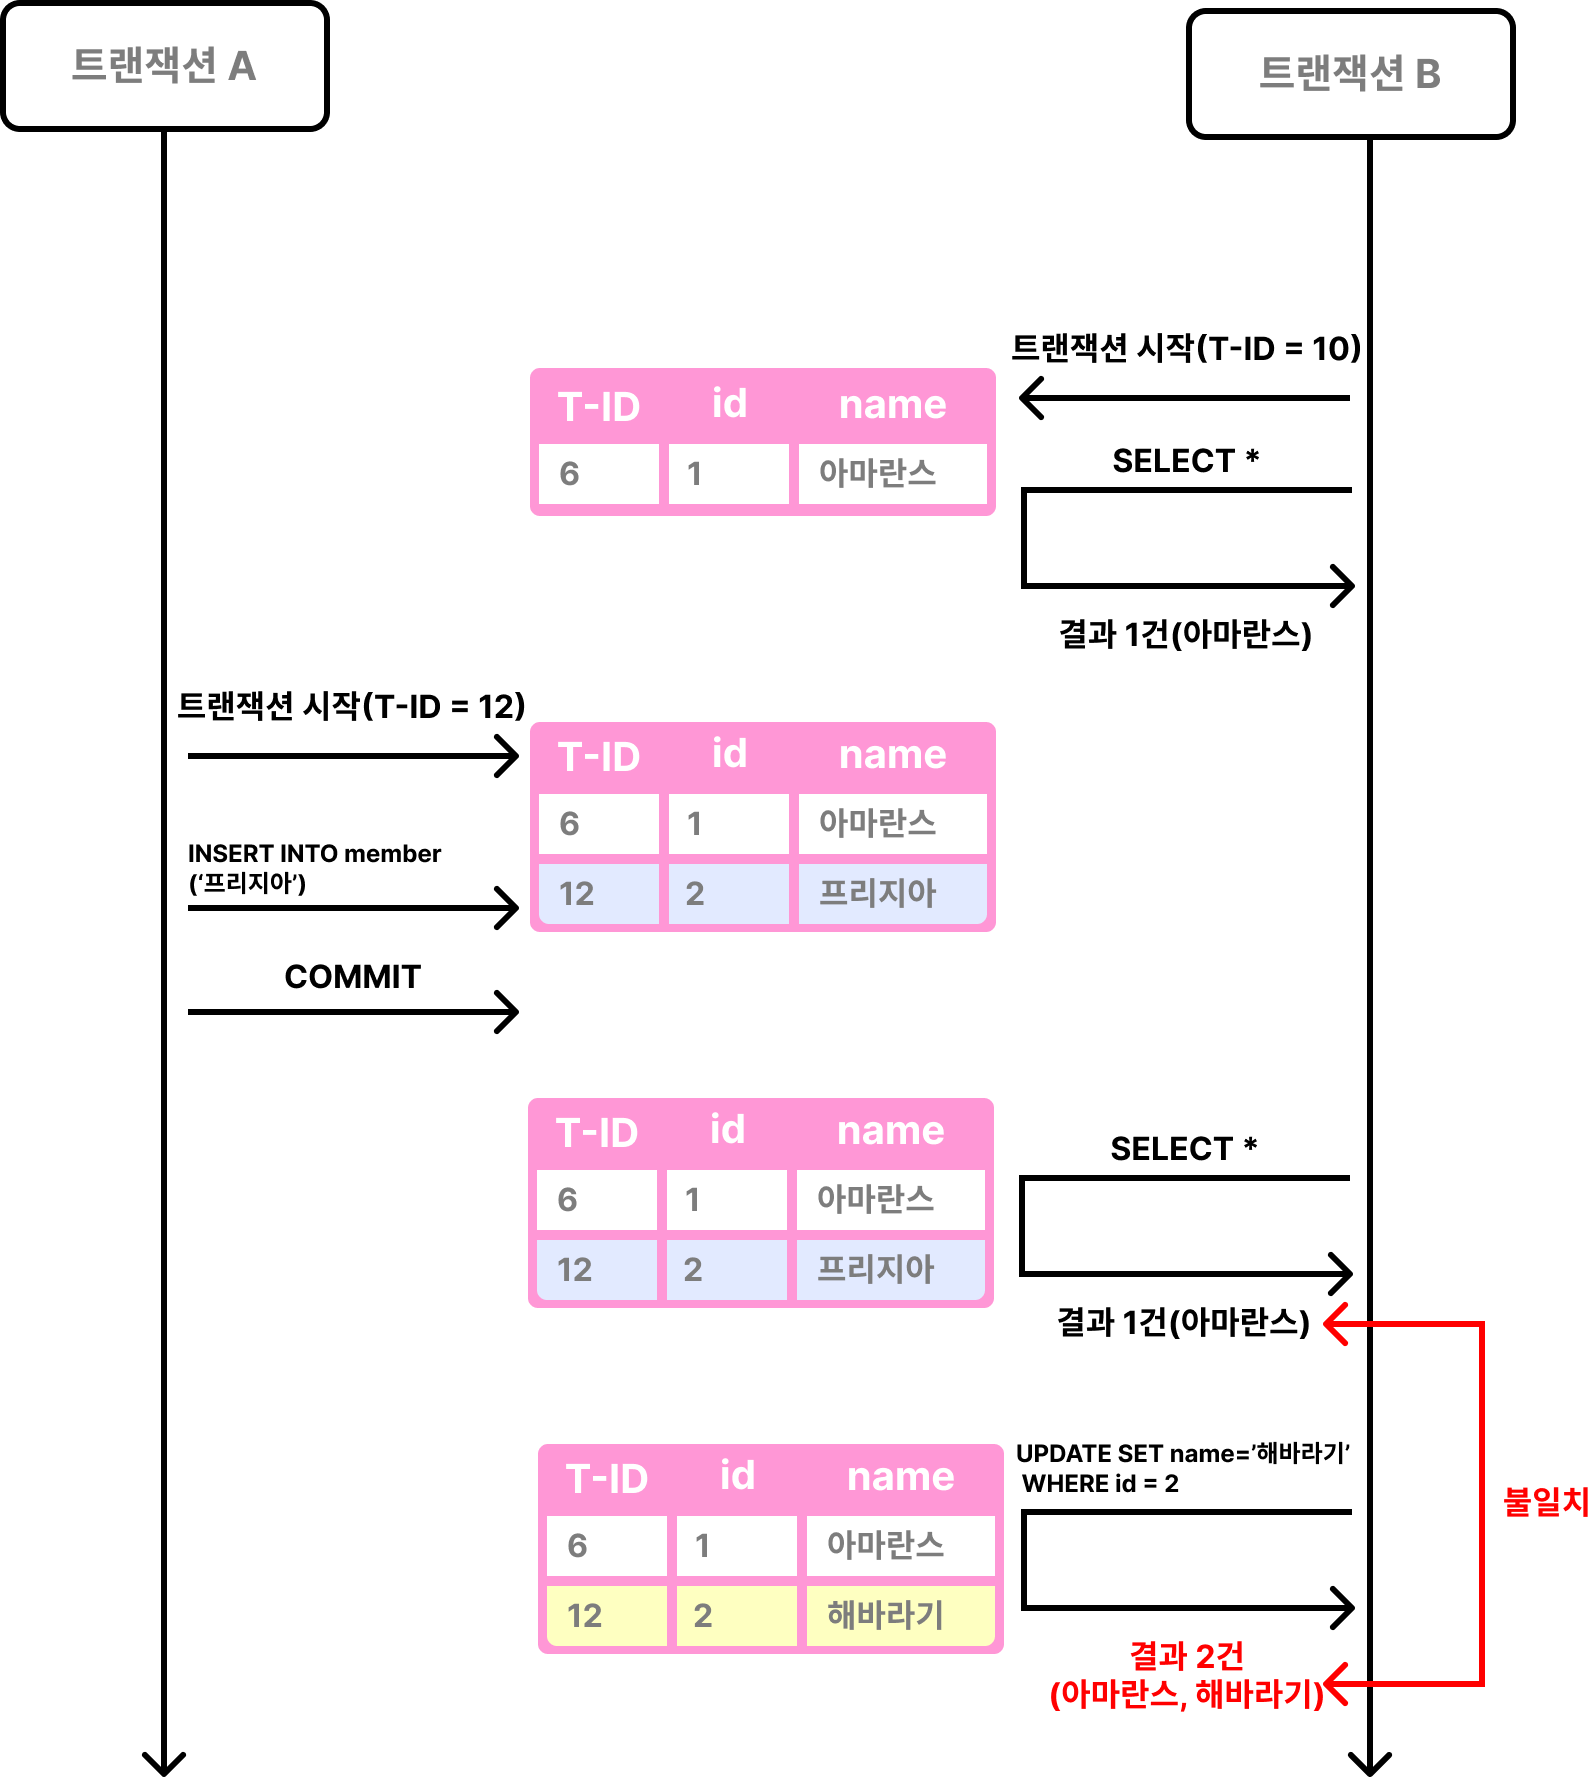 트랜잭션 A
트랜잭션 B
트랜잭션 시작(T-ID = 10)
T-ID id name
6 1 아마란스
SELECT *
결과 1건(아마란스)
트랜잭션 시작(T-ID = 12)
T-ID id name
6 1 아마란스
12 2 프리지아
INSERT INTO member
(‘프리지아’)
COMMIT
T-ID id name
6 1 아마란스
12 2 프리지아
SELECT *
결과 1건(아마란스)
T-ID id name
6 1 아마란스
12 2 해바라기
UPDATE SET name=’해바라기’
WHERE id = 2
불일치
결과 2건
(아마란스, 해바라기)